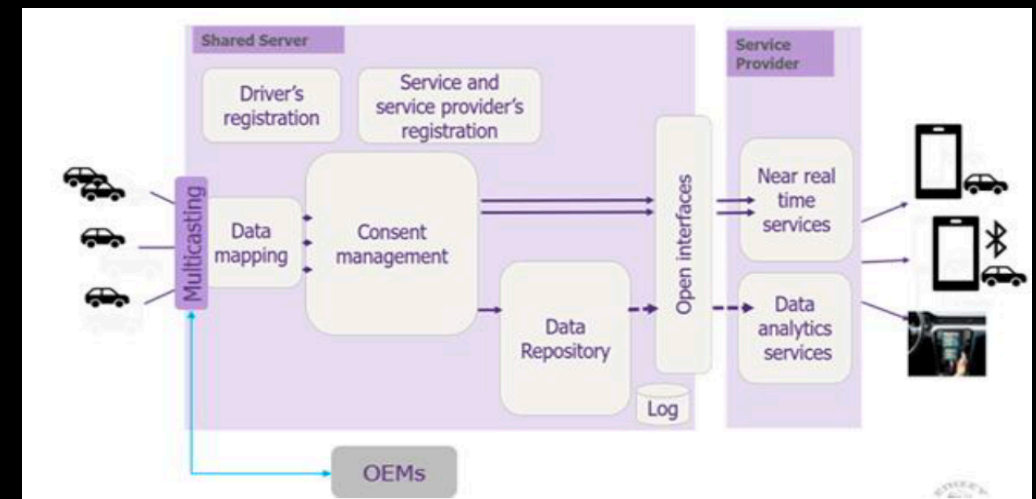 Shared Server
Service
Provider
Driver's
registration
Service and
service provider's
registration
Multicasting
Data
mapping
Consent
management
Data
Repository
Open interfaces
Log
Near real
time
services
Data
analytics
services
OEMs